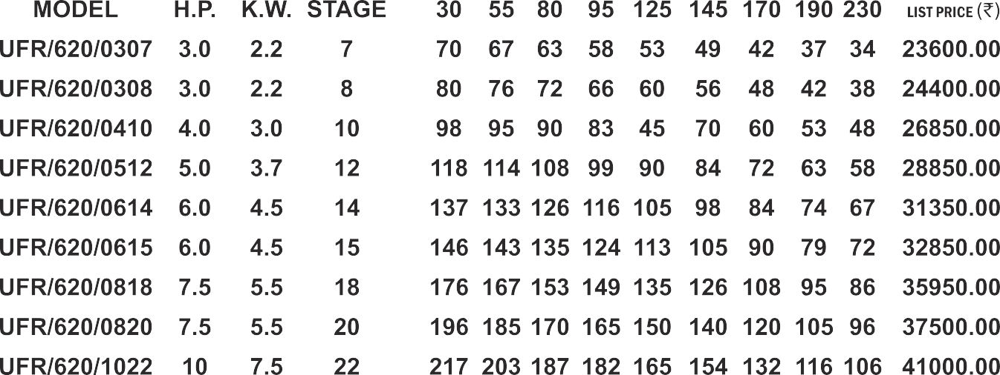 MODEL H.P. K.W. STAGE 30 55 80 95 125 145 170 190 230 LIST PRICE (₹)
UFR/620/0307 3.0 2.2 7 70 67 63 58 53 49 42 37 34 23600.00
UFR/620/0308 3.0 2.2 8 80 76 72 66 60 56 48 42 38 24400.00
UFR/620/0410 4.0 3.0 10 98 95 90 83 45 70 60 53 48 26850.00
UFR/620/0512 5.0 3.7 12 118 114 108 99 90 84 72 63 58 28850.00
UFR/620/0614 6.0 4.5 14 137 133 126 116 105 98 84 74 67 31350.00
UFR/620/0615 6.0 4.5 15 146 143 135 124 113 105 90 79 72 32850.00
UFR/620/0818 7.5 5.5 18 176 167 153 149 135 126 108 95 86 35950.00
UFR/620/0820 7.5 5.5 20 196 185 170 165 150 140 120 105 96 37500.00
UFR/620/1022 10 7.5 22 217 203 187 182 165 154 132 116 106 41000.00